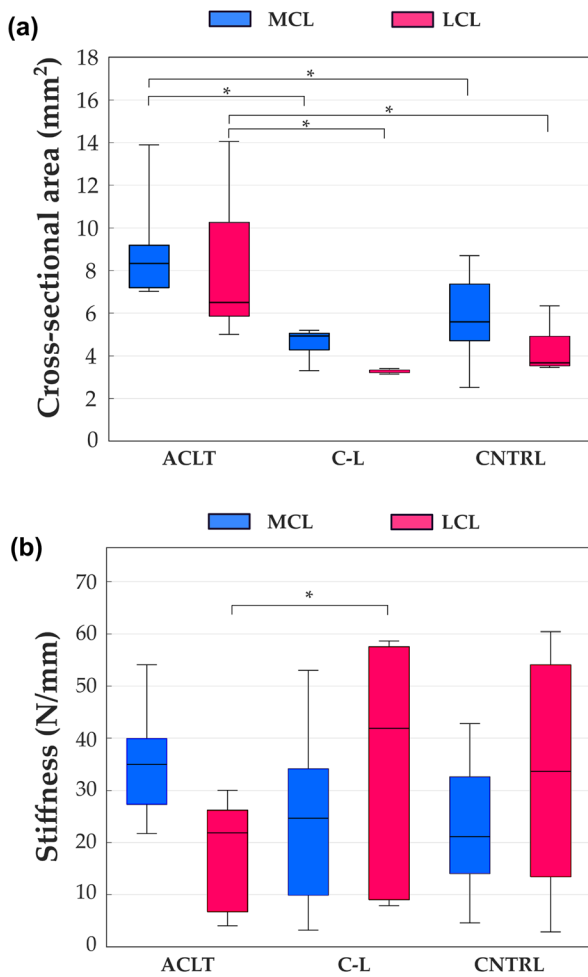 (a)
MCL LCL
Cross-sectional area (mm²)
18
16
14
12
10
8
6
4
2
0
*
*
*
*
ACLT C-L CNTRL
(b)
MCL LCL
Stiffness (N/mm)
70
60
50
40
30
20
10
0
*
ACLT C-L CNTRL